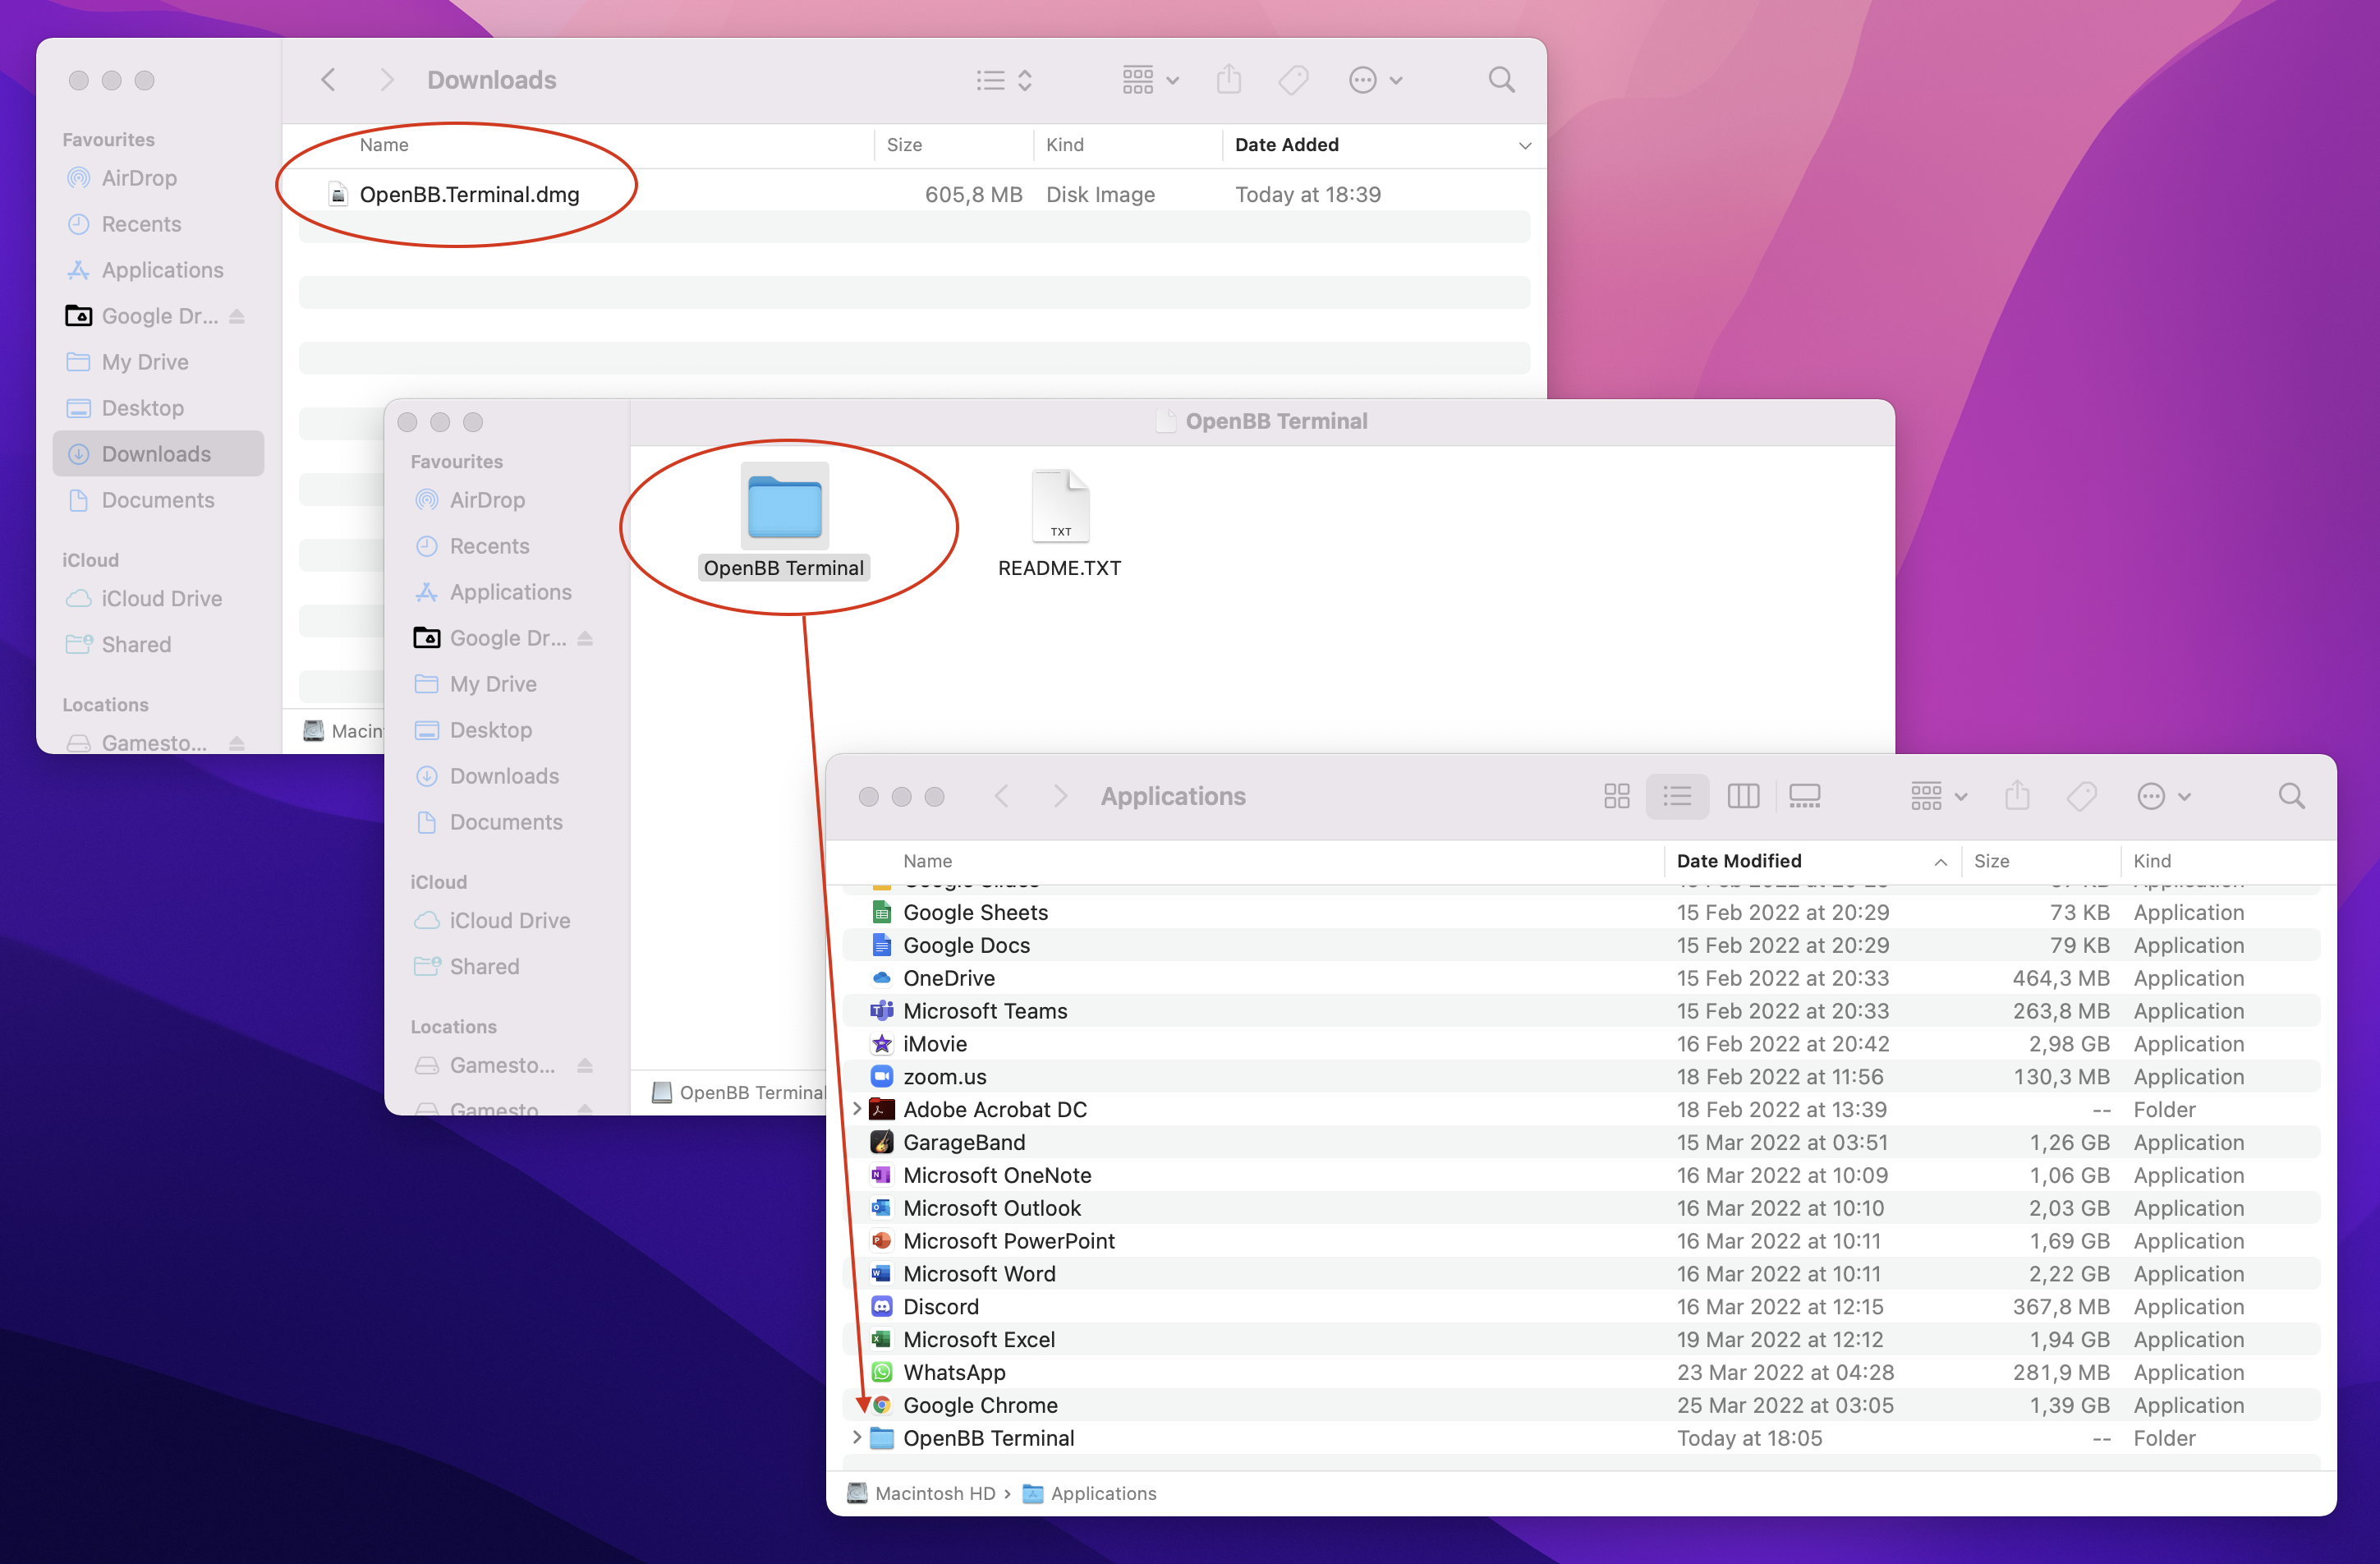 Downloads
Favourites
AirDrop
Recents
Applications
Google Dr...
My Drive
Desktop
Downloads
Documents
iCloud
iCloud Drive
Shared
Locations
Gamesto...
Name Size Kind Date Added
OpenBB.Terminal.dmg 605,8 MB Disk Image Today at 18:39
OpenBB Terminal
Favourites
AirDrop
Recents
Applications
Google Dr...
My Drive
Desktop
Downloads
Documents
iCloud
iCloud Drive
Shared
Locations
Gamesto...
Gamesto
OpenBB Terminal
TXT
README.TXT
OpenBB Terminal
Applications
Name Date Modified Size Kind
Google Sheets 15 Feb 2022 at 20:29 73 KB Application
Google Docs 15 Feb 2022 at 20:29 79 KB Application
OneDrive 15 Feb 2022 at 20:33 464,3 MB Application
Microsoft Teams 15 Feb 2022 at 20:33 263,8 MB Application
iMovie 16 Feb 2022 at 20:42 2,98 GB Application
zoom.us 18 Feb 2022 at 11:56 130,3 MB Application
Adobe Acrobat DC 18 Feb 2022 at 13:39 -- Folder
GarageBand 15 Mar 2022 at 03:51 1,26 GB Application
Microsoft OneNote 16 Mar 2022 at 10:09 1,06 GB Application
Microsoft Outlook 16 Mar 2022 at 10:10 2,03 GB Application
Microsoft PowerPoint 16 Mar 2022 at 10:11 1,69 GB Application
Microsoft Word 16 Mar 2022 at 10:11 2,22 GB Application
Discord 16 Mar 2022 at 12:15 367,8 MB Application
Microsoft Excel 19 Mar 2022 at 12:12 1,94 GB Application
WhatsApp 23 Mar 2022 at 04:28 281,9 MB Application
Google Chrome 25 Mar 2022 at 03:05 1,39 GB Application
OpenBB Terminal Today at 18:05 -- Folder
Macintosh HD › Applications